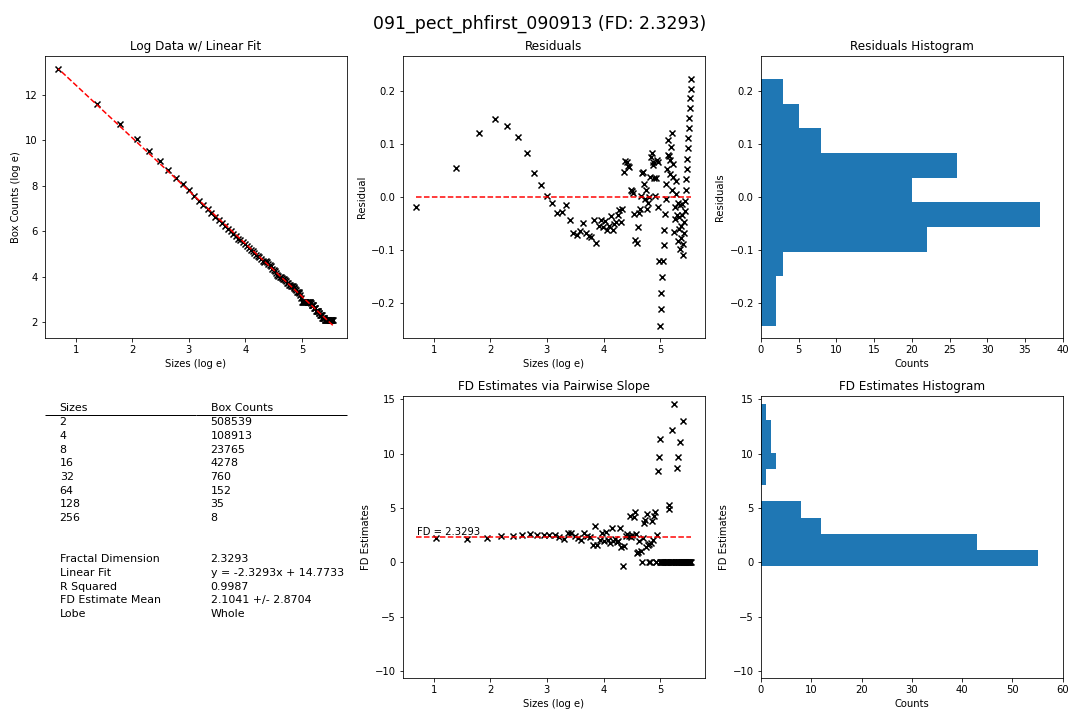 091_pect_phfirst_090913 (FD: 2.3293)
Log Data w/ Linear Fit
Box Counts (log e)
12
10
8
6
4
2
1 2 3 4 5
Sizes (log e)
Residuals
Residual
0.2
0.1
0.0
−0.1
−0.2
1 2 3 4 5
Sizes (log e)
Residuals Histogram
Residuals
0.2
0.1
0.0
−0.1
−0.2
0 5 10 15 20 25 30 35 40
Counts
Sizes Box Counts
2 508539
4 108913
8 23765
16 4278
32 760
64 152
128 35
256 8
Fractal Dimension 2.3293
Linear Fit y = -2.3293x + 14.7733
R Squared 0.9987
FD Estimate Mean 2.1041 +/- 2.8704
Lobe Whole
FD Estimates via Pairwise Slope
FD Estimates
15
10
5
0
−5
−10
FD = 2.3293
1 2 3 4 5
Sizes (log e)
FD Estimates Histogram
FD Estimates
15
10
5
0
−5
−10
0 10 20 30 40 50 60
Counts